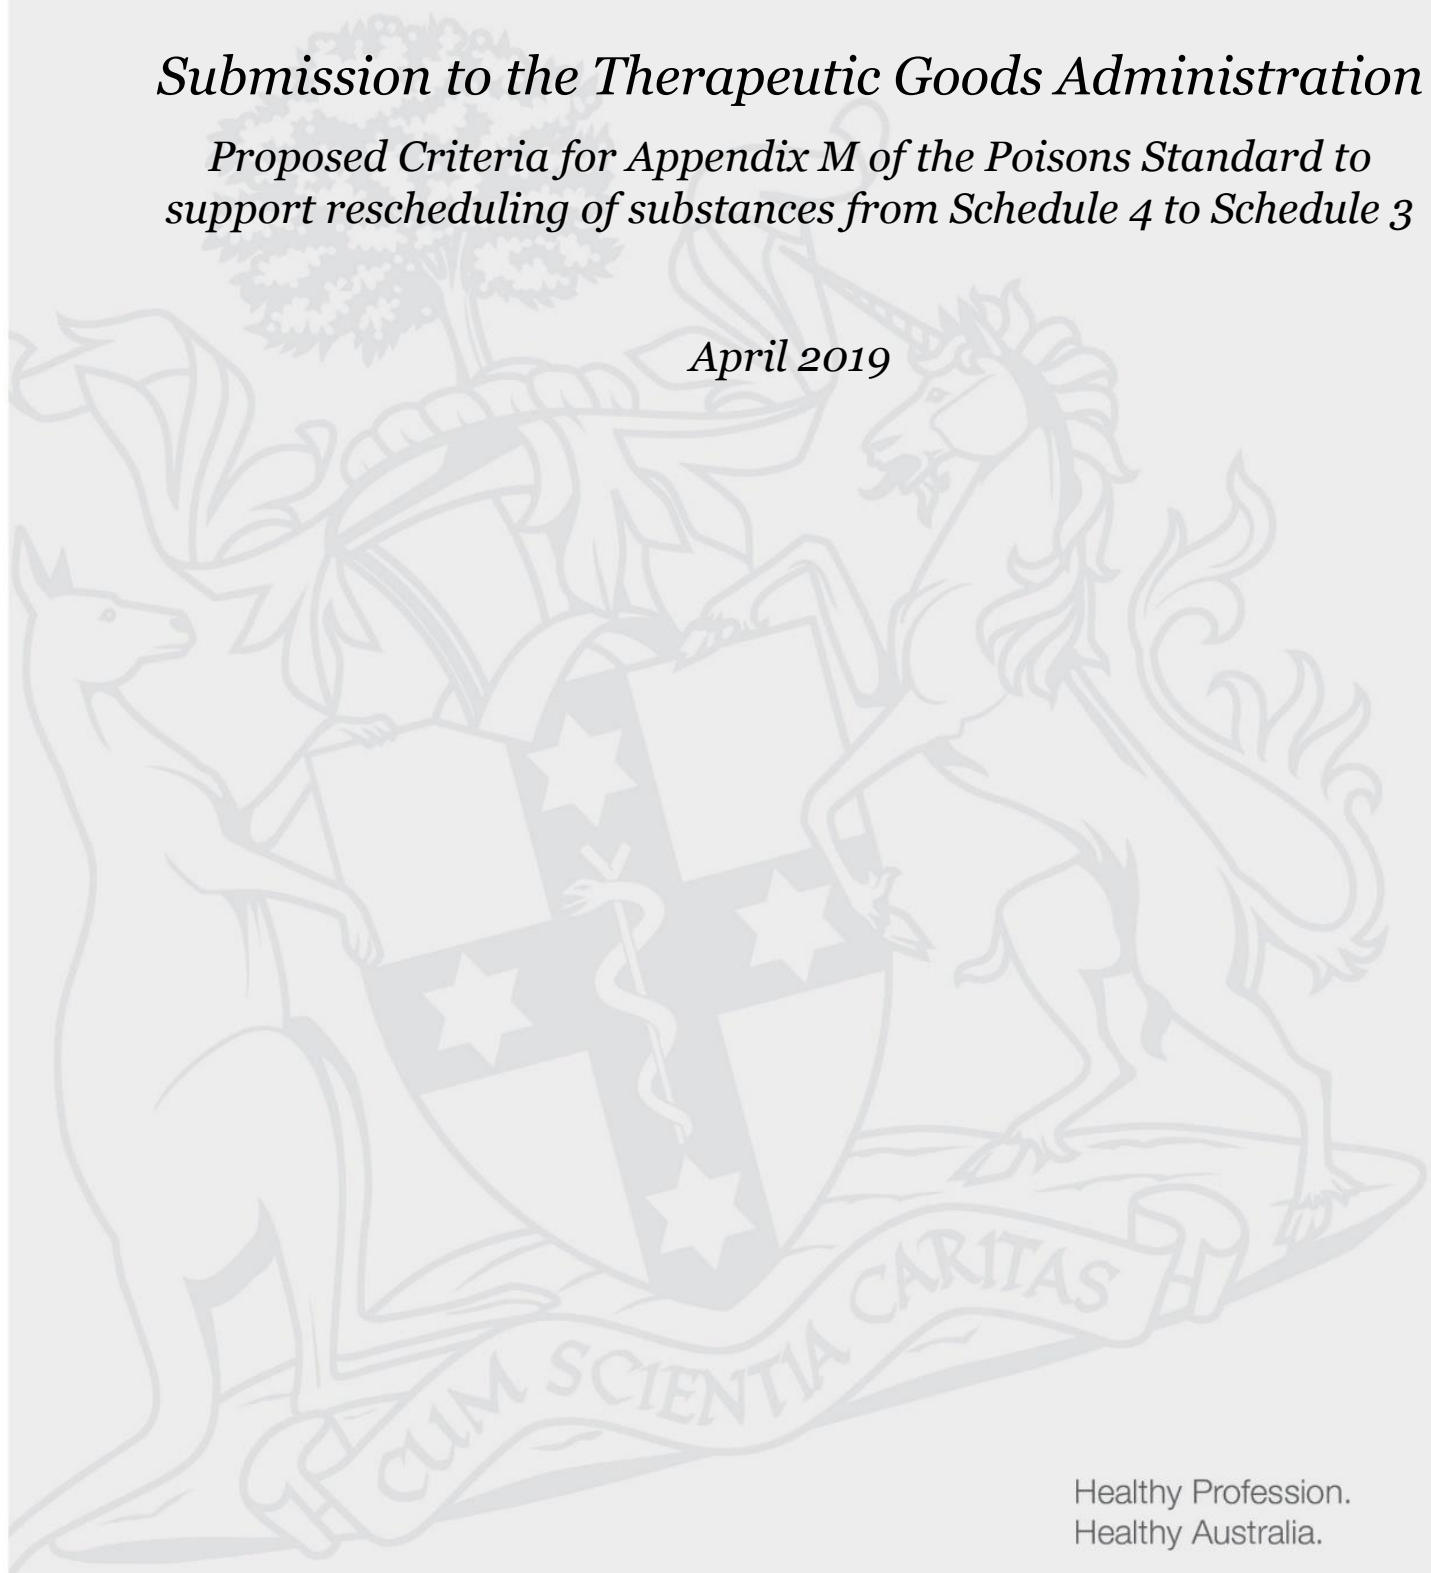 Submission to the Therapeutic Goods Administration
Proposed Criteria for Appendix M of the Poisons Standard to
support rescheduling of substances from Schedule 4 to Schedule 3
April 2019
CUM SCIENTIA CARITAS
Healthy Profession.
Healthy Australia.